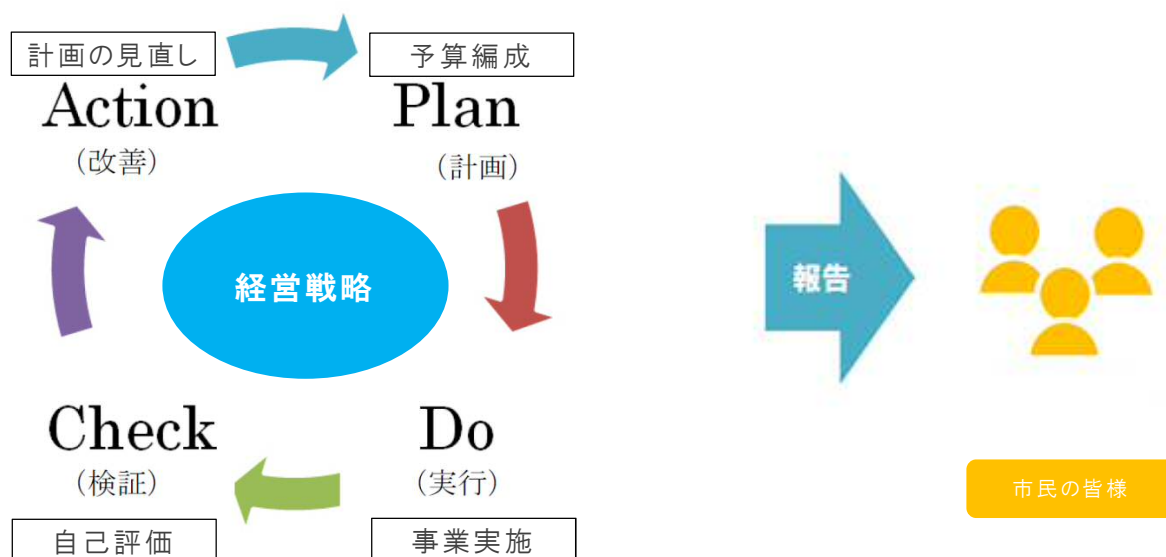 計画の見直し
予算編成
Action
(改善)
Plan
(計画)
経営戦略
報告
Check
(検証)
Do
(実行)
自己評価
事業実施
市民の皆様